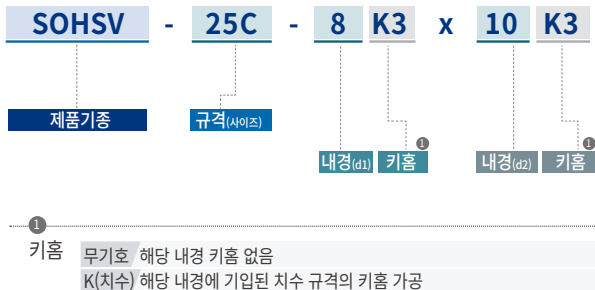 SOHSV - 25C - 8 K3 x 10 K3
제품기종 규격(사이즈)
내경(d1) 키홈 1 내경(d2) 키홈 1
1
키홈 무기호 해당 내경 키홈 없음
K(치수) 해당 내경에 기입된 치수 규격의 키홈 가공